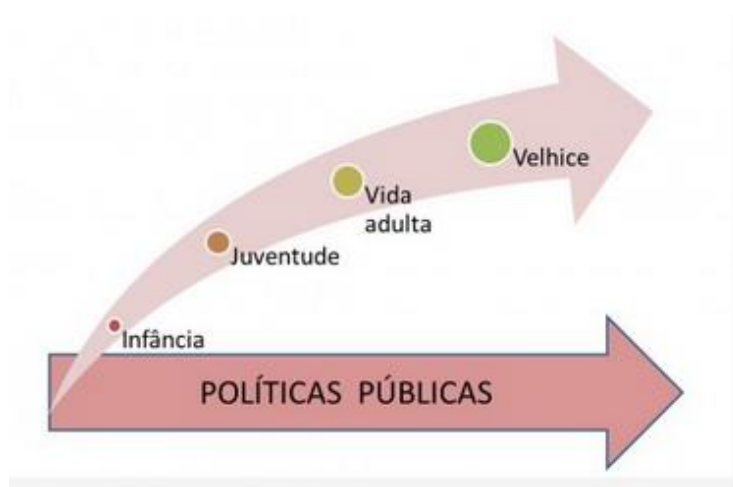 Velhice
Vida
adulta
Juventude
Infância
POLÍTICAS PÚBLICAS